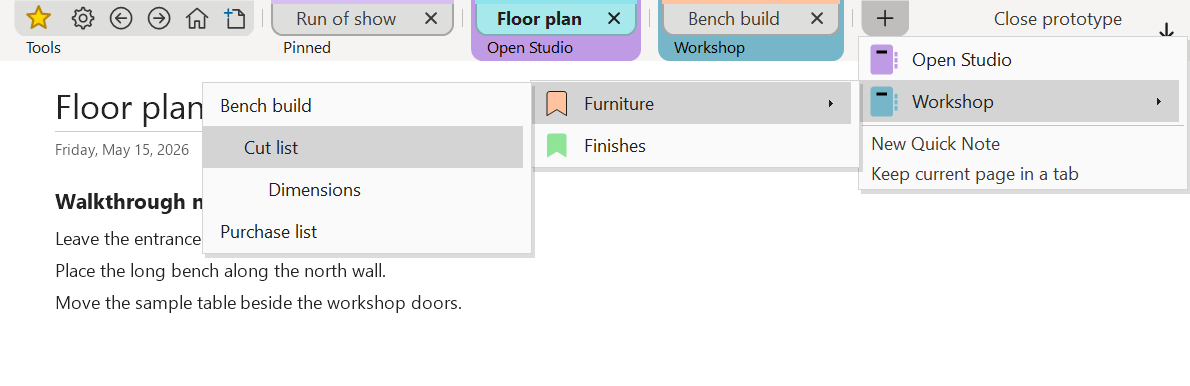 Run of show
Floor plan
Bench build
Close prototype
Tools
Pinned
Open Studio
Workshop
Floor plan
Friday, May 15, 2026
Walkthrough n
Leave the entrance
Place the long bench along the north wall.
Move the sample table beside the workshop doors.
Bench build
Cut list
Dimensions
Purchase list
Furniture
Finishes
Open Studio
Workshop
New Quick Note
Keep current page in a tab